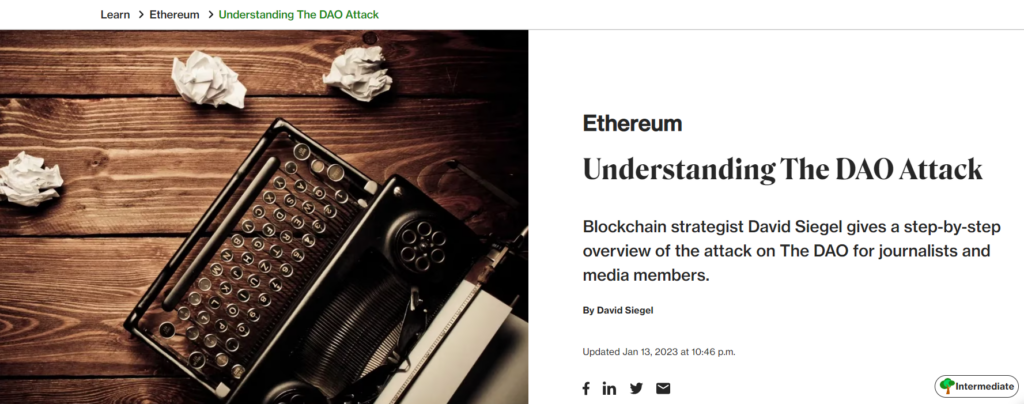 Learn > Ethereum > Understanding The DAO Attack
Ethereum
Understanding The DAO Attack
Blockchain strategist David Siegel gives a step-by-step
overview of the attack on The DAO for journalists and
media members.
By David Siegel
Updated Jan 13, 2023 at 10:46 p.m.
Intermediate